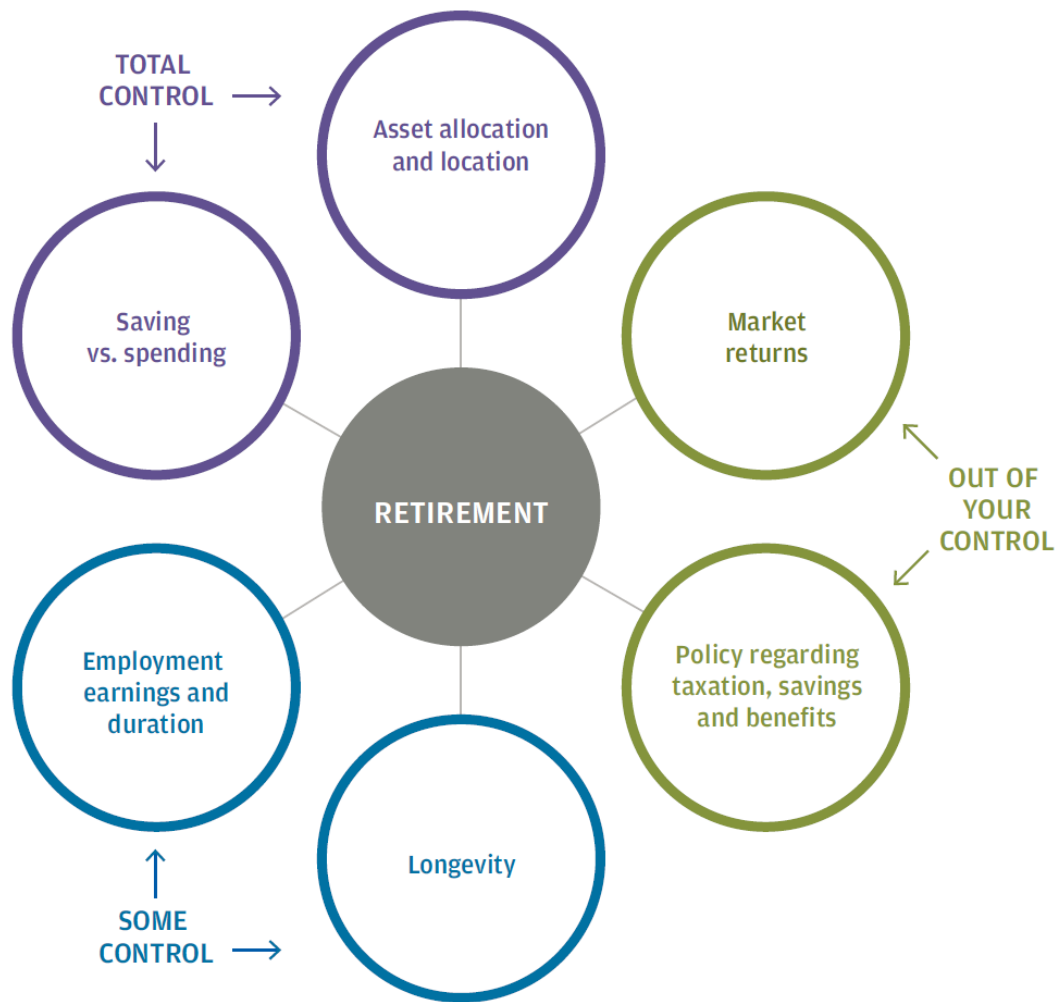 TOTAL
CONTROL
Asset allocation
and location
Saving
vs. spending
Market
returns
OUT OF
YOUR
CONTROL
RETIREMENT
Employment
earnings and
duration
Policy regarding
taxation, savings
and benefits
Longevity
SOME
CONTROL